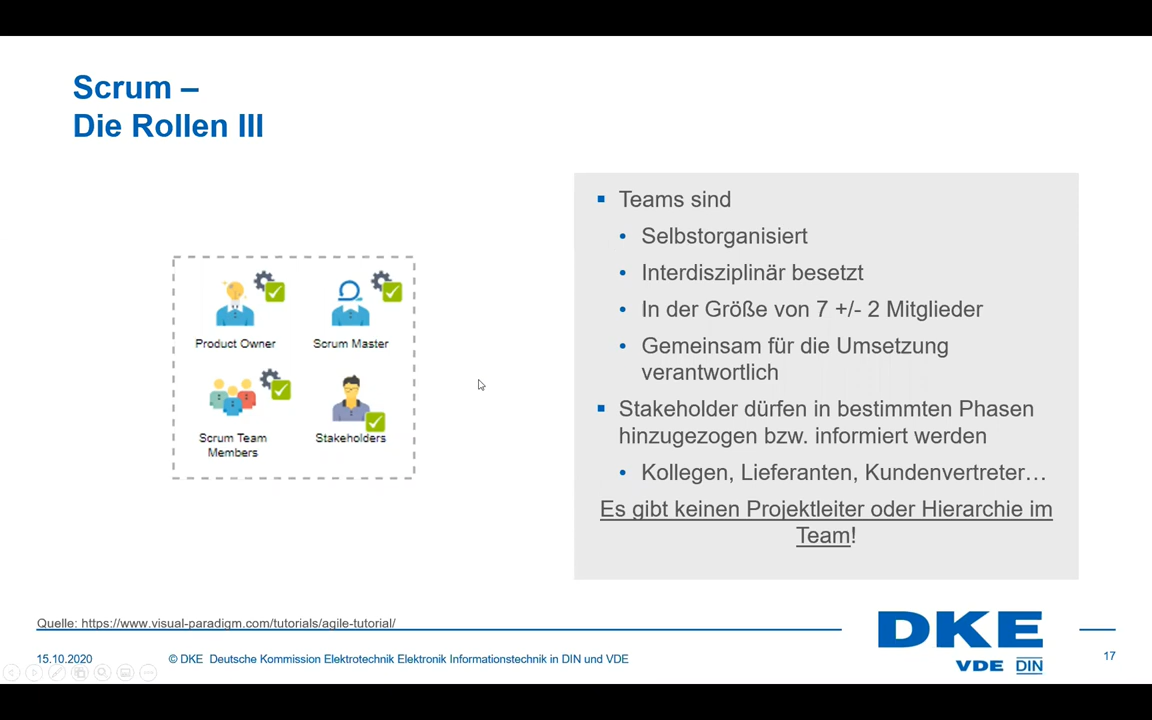 Scrum –
Die Rollen III
Product Owner
Scrum Master
Scrum Team
Members
Stakeholders
Teams sind
Selbstorganisiert
Interdisziplinär besetzt
In der Größe von 7 +/- 2 Mitglieder
Gemeinsam für die Umsetzung
verantwortlich
Stakeholder dürfen in bestimmten Phasen
hinzugezogen bzw. informiert werden
Kollegen, Lieferanten, Kundenvertreter…
Es gibt keinen Projektleiter oder Hierarchie im
Team!
Quelle: https://www.visual-paradigm.com/tutorials/agile-tutorial/
15.10.2020
© DKE Deutsche Kommission Elektrotechnik Elektronik Informationstechnik in DIN und VDE
DKE
VDE DIN
17